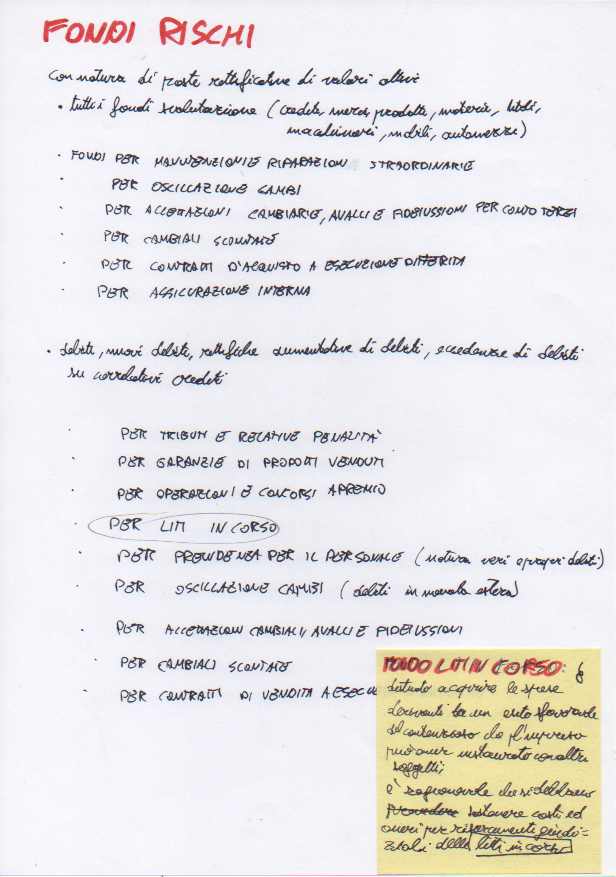 FONDI RISCHI
con natura di poste rettificative di valori attivi
• tutti i fondi svalutazione (crediti, merci, prodotti, materie, titoli,
macchinari, mobili, automezzi)
· FONDI PER MANUTENZIONI E RIPARAZIONI STRAORDINARIE
· PER OSCILLAZIONE CAMBI
· PER ACCETTAZIONI CAMBIARIE, AVALLI E FIDEIUSSIONI PER CONTO TERZI
· PER CAMBIALI SCONTATE
· PER CONTRATTI D'ACQUISTO A ESECUZIONE DIFFERITA
· PER ASSICURAZIONE INTERNA
• debiti, nuovi debiti, rettifiche aumentative di debiti, eccedenze di debiti
su correlativi crediti
· PER TRIBUTI E RELATIVE PENALITÀ
· PER GARANZIE DI PRODOTTI VENDUTI
· PER OPERAZIONI E CONCORSI A PREMIO
· PER LITI IN CORSO
· PER PREVIDENZA PER IL PERSONALE (natura veri e propri debiti)
· PER OSCILLAZIONE CAMBI (debiti in moneta estera)
· PER ACCETTAZIONI CAMBIALI, AVALLI E FIDEIUSSIONI
· PER CAMBIALI SCONTATE
· PER CONTRATTI DI VENDITA A ESECU
FONDO LITI IN CORSO: è
istituto acquire le spese
derivanti da un esito sfavorevole
del contenzioso che l'impresa
può aver instaurato con altri
soggetti;
è ragionevole che si debbano
sostenere costi ed
oneri per risarcimenti giudi=
ziali delle liti in corso